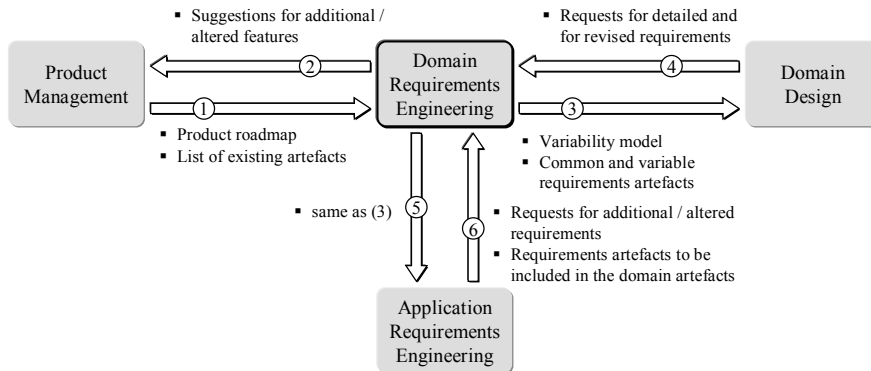 ▪ Suggestions for additional /
altered features
▪ Requests for detailed and
for revised requirements
Product
Management
2
Domain
Requirements
Engineering
4
Domain
Design
1
3
▪ Product roadmap
▪ List of existing artefacts
▪ Variability model
▪ Common and variable
requirements artefacts
▪ same as (3)
5
6
▪ Requests for additional / altered
requirements
▪ Requirements artefacts to be
included in the domain artefacts
Application
Requirements
Engineering